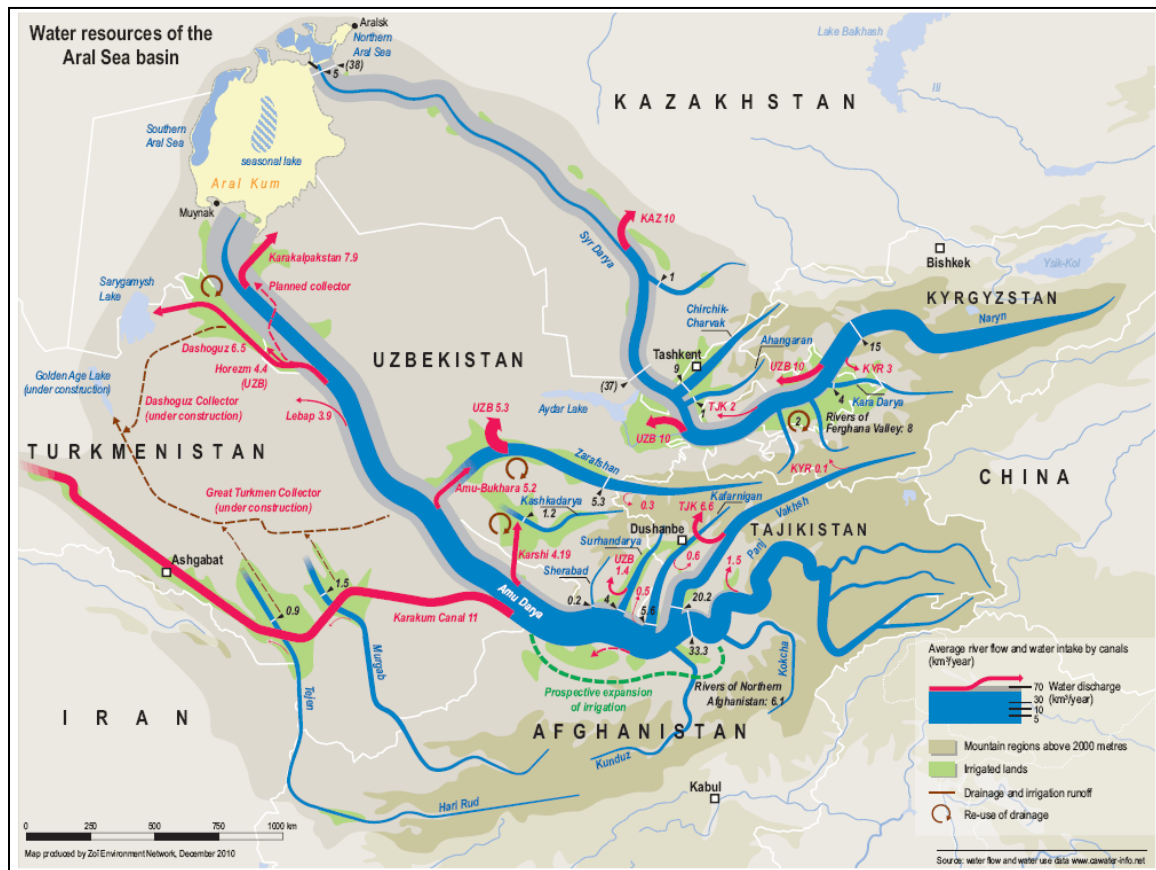 Water resources of the
Aral Sea basin
Aralsk
Northern
Aral Sea
(38)
5
Lake Balkhash
Ili
KAZAKHSTAN
Southern
Aral Sea
seasonal lake
Aral Kum
Muynak
KAZ 10
Syr Darya
1
Karakalpakstan 7.9
Planned collector
Sarygamysh
Lake
Bishkek
Ysik-Kol
KYRGYZSTAN
Naryn
Chirchik-
Charvak
Ahangaran
Tashkent
9
15
UZB 10
KYR 3
UZBEKISTAN
Dashoguz 6.5
Horezm 4.4
(UZB)
Golden Age Lake
(under construction)
Dashoguz Collector
(under construction)
Lebap 3.9
(37)
Aydar Lake
TJK 2
1
4
Kara Darya
2
Rivers of
Ferghana Valley: 8
UZB 5.3
UZB 10
KYR 0.1
TURKMENISTAN
Zarafshan
CHINA
Amu-Bukhara 5.2
5.3
Great Turkmen Collector
(under construction)
Kashkadarya
1.2
0.3
Kafarnigan
TJK 6.6
Vakhsh
Dushanbe
TAJIKISTAN
Surhandarya
Karshi 4.19
UZB
1.4
0.6
Panj
1.5
Sherabad
0.5
Ashgabat
1.5
0.9
0.2
4
5.6
20.2
Amu Darya
Karakum Canal 11
33.3
Kokcha
Murgab
Tejen
Prospective expansion
of irrigation
Rivers of Northern
Afghanistan: 6.1
IRAN
AFGHANISTAN
Kunduz
Kabul
Hari Rud
Average river flow and water intake by canals
(km³/year)
70 Water discharge
30 (km³/year)
10
5
Mountain regions above 2000 metres
Irrigated lands
Drainage and irrigation runoff
Re-use of drainage
0 250 500 750 1000 km
Map produced by Zoï Environment Network, December 2010
Source: water flow and water use data www.cawater-info.net